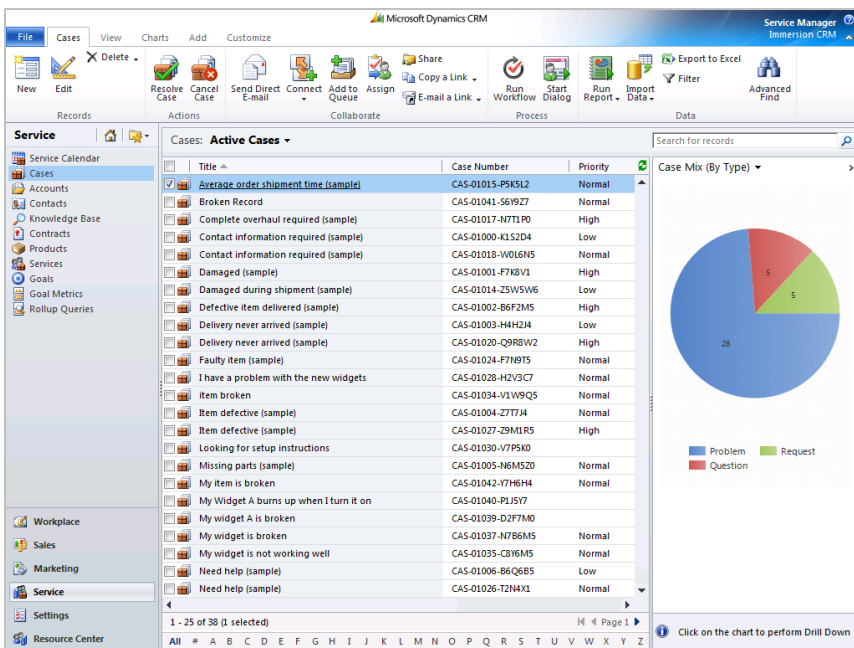 Microsoft Dynamics CRM
Service Manager
Immersion CRM
File Cases View Charts Add Customize
New
Edit
Delete
Records
Resolve Case
Cancel Case
Actions
Send Direct E-mail
Connect
Add to Queue
Assign
Share
Copy a Link
E-mail a Link
Collaborate
Run Workflow
Start Dialog
Process
Run Report
Import Data
Export to Excel
Filter
Advanced Find
Data
Service
Service Calendar
Cases
Accounts
Contacts
Knowledge Base
Contracts
Products
Services
Goals
Goal Metrics
Rollup Queries
Workplace
Sales
Marketing
Service
Settings
Resource Center
Cases: Active Cases
Search for records
Title Case Number Priority
Average order shipment time (sample) CAS-01015-P5K5L2 Normal
Broken Record CAS-01041-S6Y9Z7 Normal
Complete overhaul required (sample) CAS-01017-N7T1P0 High
Contact information required (sample) CAS-01000-K1S2D4 Low
Contact information required (sample) CAS-01018-W0L6N5 Normal
Damaged (sample) CAS-01001-F7K8V1 High
Damaged during shipment (sample) CAS-01014-Z5W5W6 Low
Defective item delivered (sample) CAS-01002-B6F2M5 High
Delivery never arrived (sample) CAS-01003-H4H2J4 Low
Delivery never arrived (sample) CAS-01020-Q9R8W2 High
Faulty item (sample) CAS-01024-F7N9T5 Normal
I have a problem with the new widgets CAS-01028-H2V3C7 Normal
item broken CAS-01034-V1W9Q5 Normal
Item defective (sample) CAS-01004-Z7T7J4 Normal
Item defective (sample) CAS-01027-Z9M1R5 High
Looking for setup instructions CAS-01030-V7P5K0
Missing parts (sample) CAS-01005-N6M5Z0 Normal
My item is broken CAS-01042-Y7H6H4 Normal
My Widget A burns up when I turn it on CAS-01040-P1J5Y7
My widget A is broken CAS-01039-D2F7M0
My widget is broken CAS-01037-N7B6M5 Normal
My widget is not working well CAS-01035-C8Y6M5 Normal
Need help (sample) CAS-01006-B6Q6B5 Low
Need help (sample) CAS-01026-T2N4X1 Normal
1 - 25 of 38 (1 selected)
Page 1
All # A B C D E F G H I J K L M N O P Q R S T U V W X Y Z
Case Mix (By Type)
5
5
28
Problem Request
Question
Click on the chart to perform Drill Down